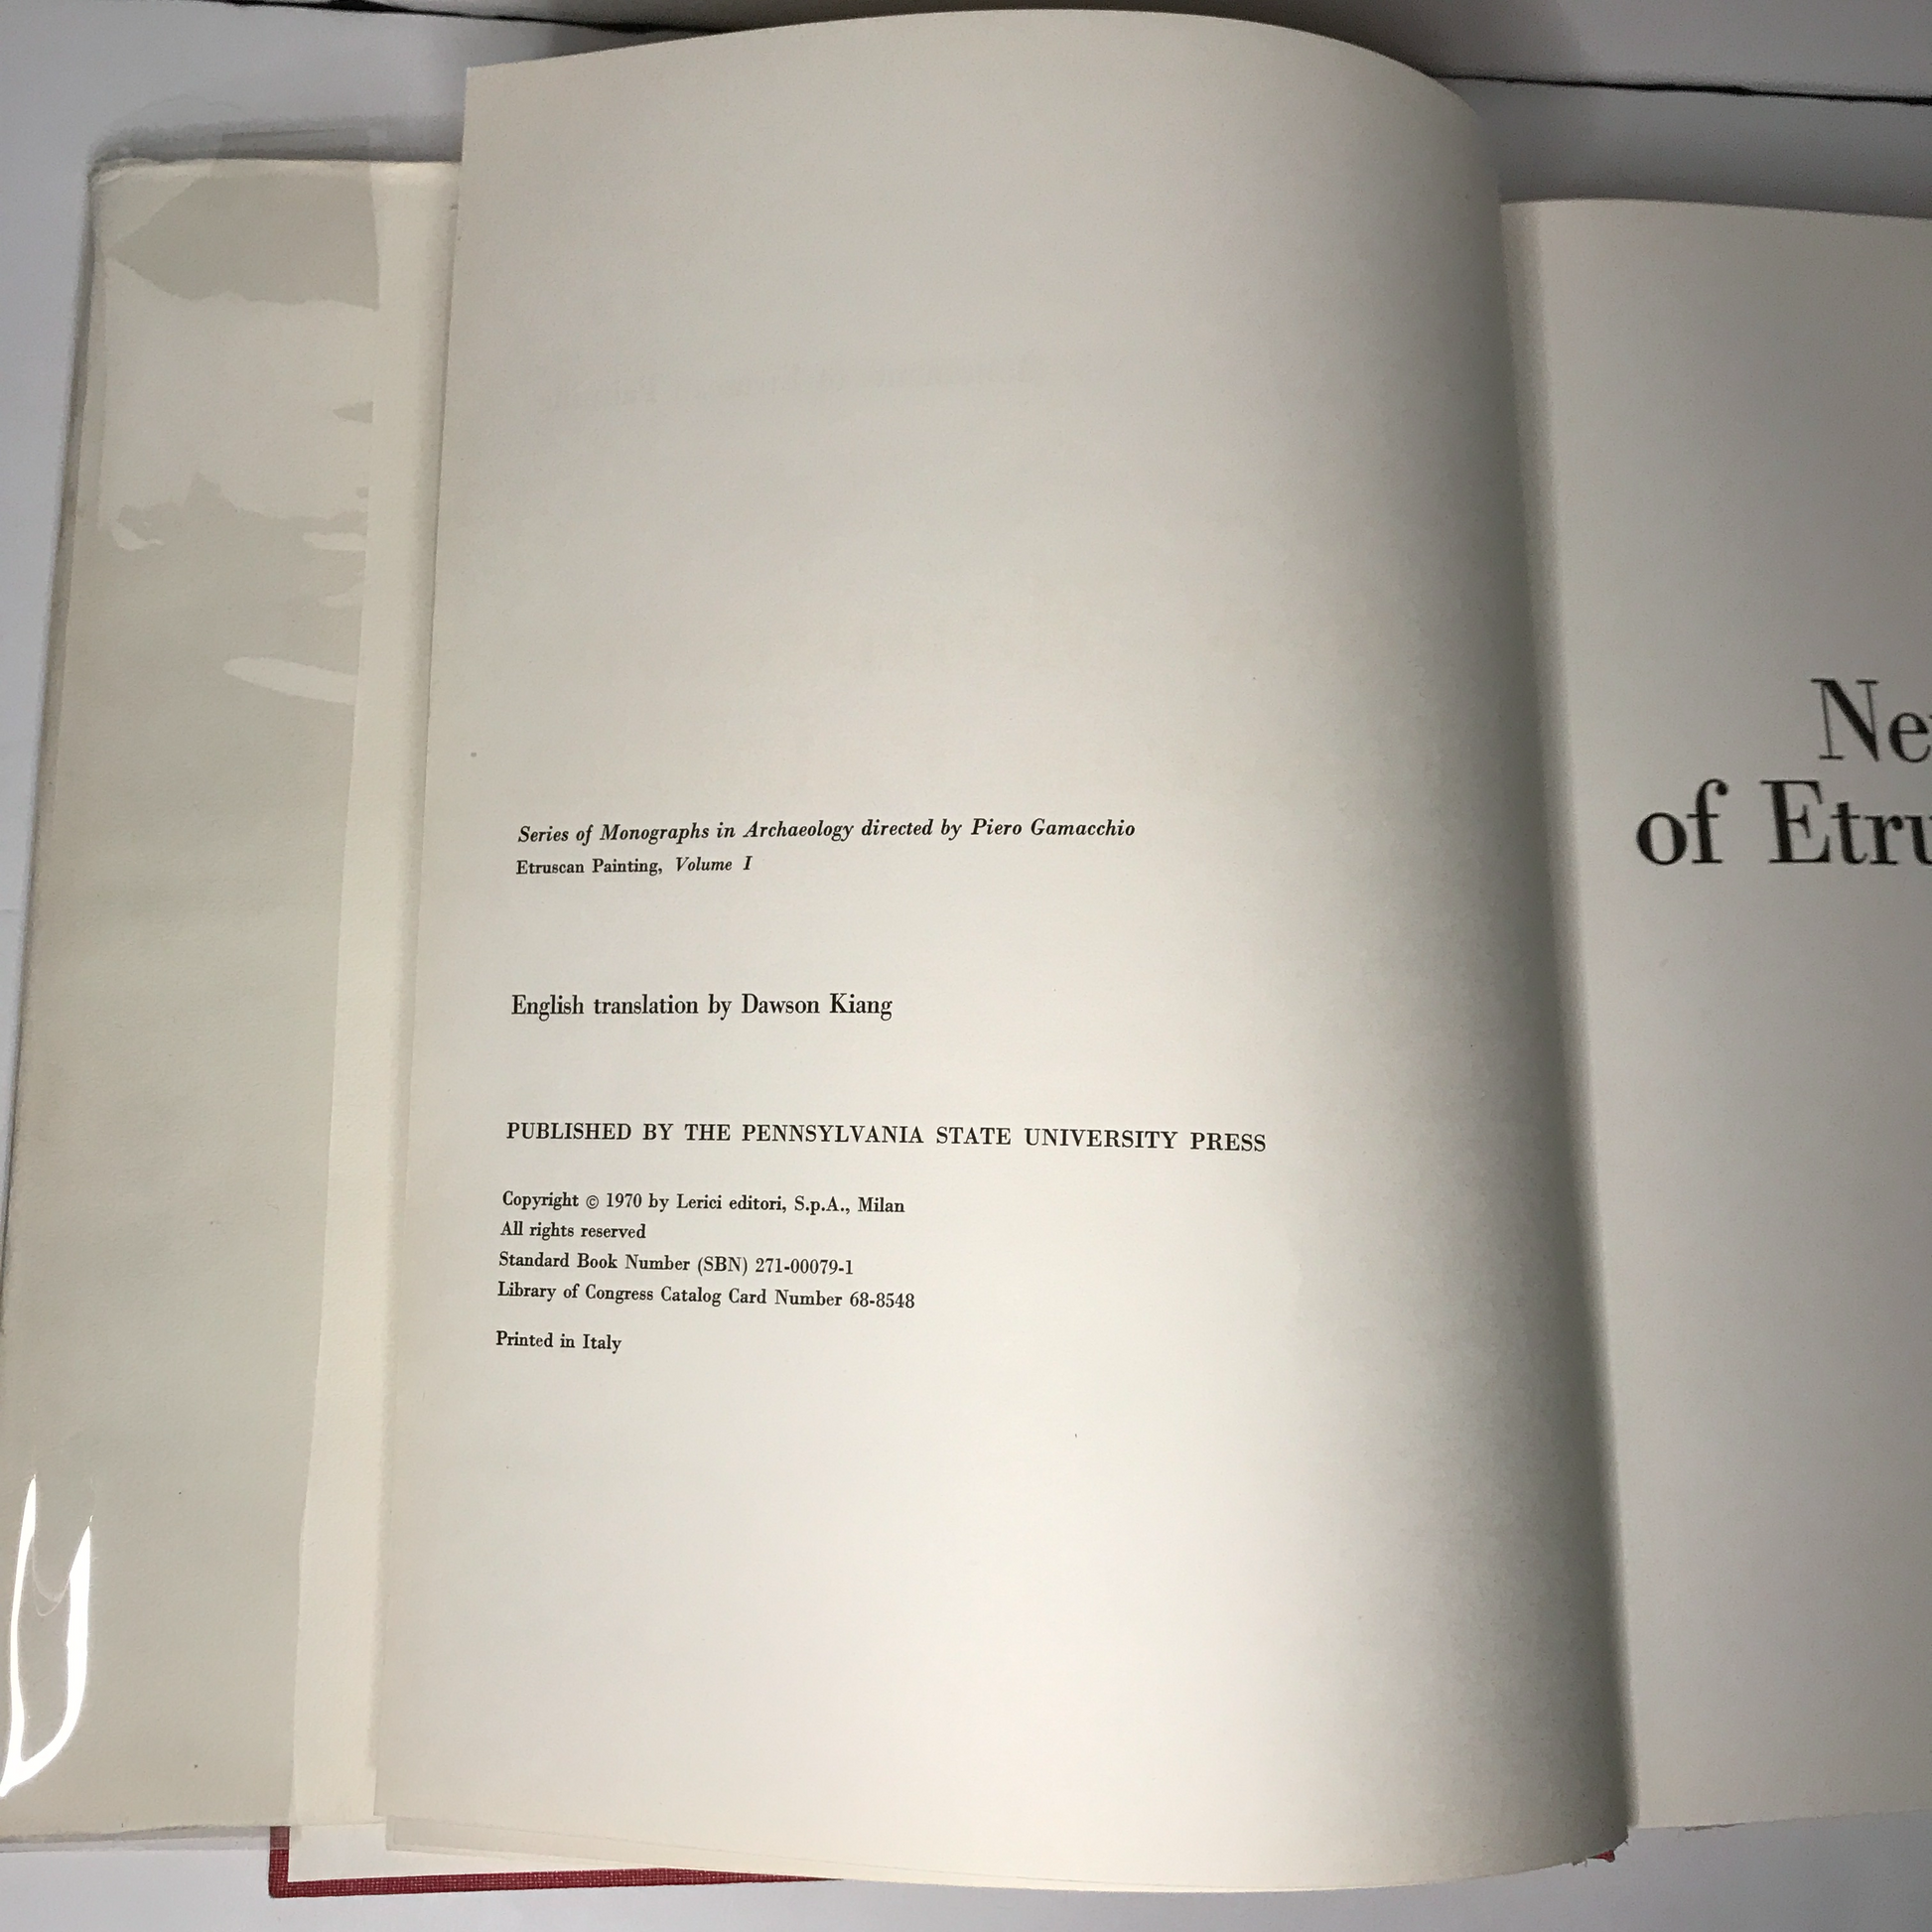 Series of Monographs in Archaeology directed by Piero Gamacchio
Etruscan Painting, Volume I
English translation by Dawson Kiang
PUBLISHED BY THE PENNSYLVANIA STATE UNIVERSITY PRESS
Copyright © 1970 by Lerici editori, S.p.A., Milan
All rights reserved
Standard Book Number (SBN) 271-00079-1
Library of Congress Catalog Card Number 68-8548
Printed in Italy
Ne
of Etru